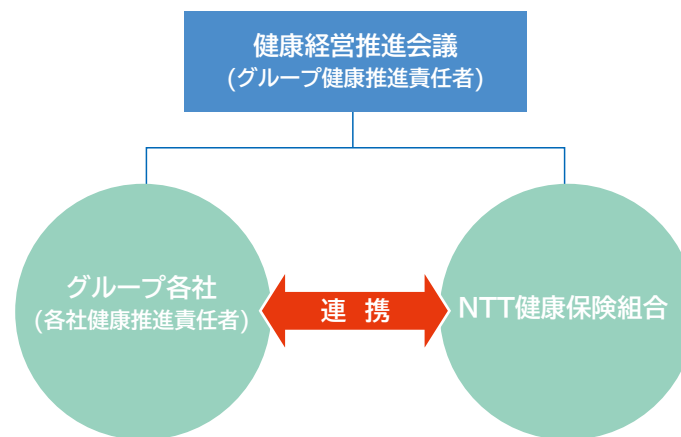 健康経営推進会議
(グループ健康推進責任者)
グループ各社
(各社健康推進責任者)
連 携
NTT健康保険組合